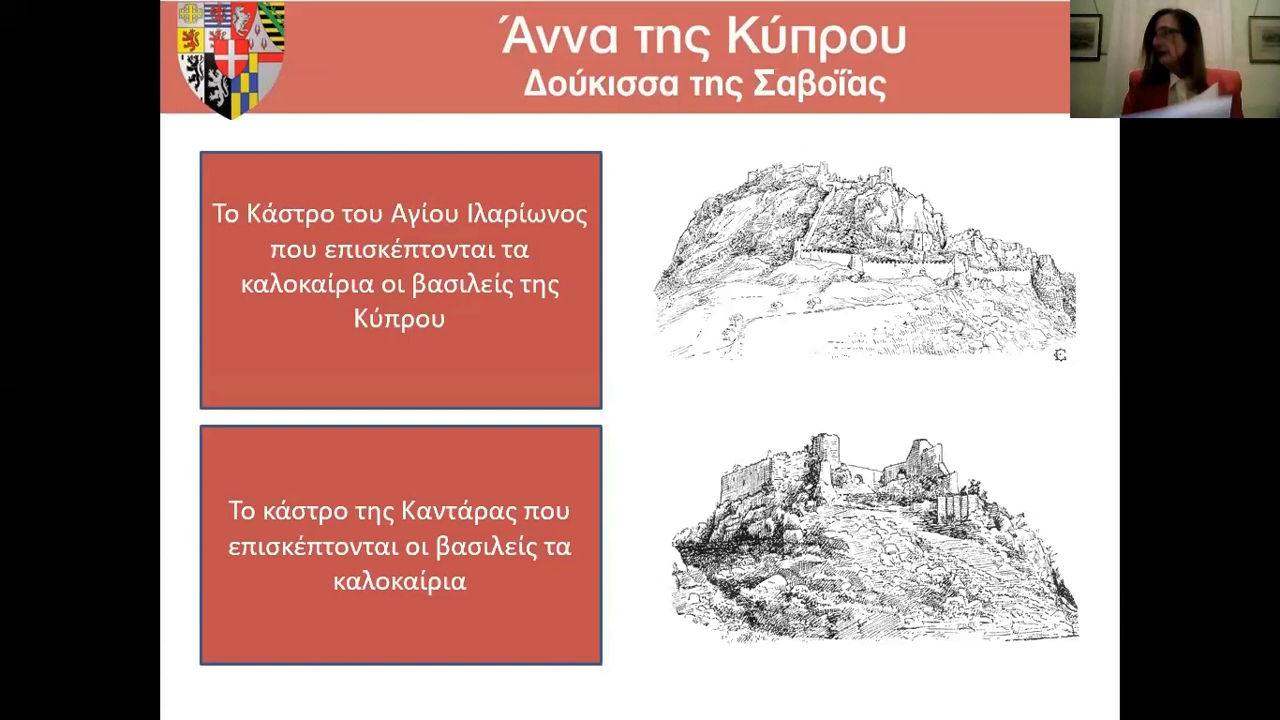 Άννα της Κύπρου
Δούκισσα της Σαβοΐας
Το Κάστρο του Αγίου Ιλαρίωνος
που επισκέπτονται τα
καλοκαίρια οι βασιλείς της
Κύπρου
Το κάστρο της Καντάρας που
επισκέπτονται οι βασιλείς τα
καλοκαίρια